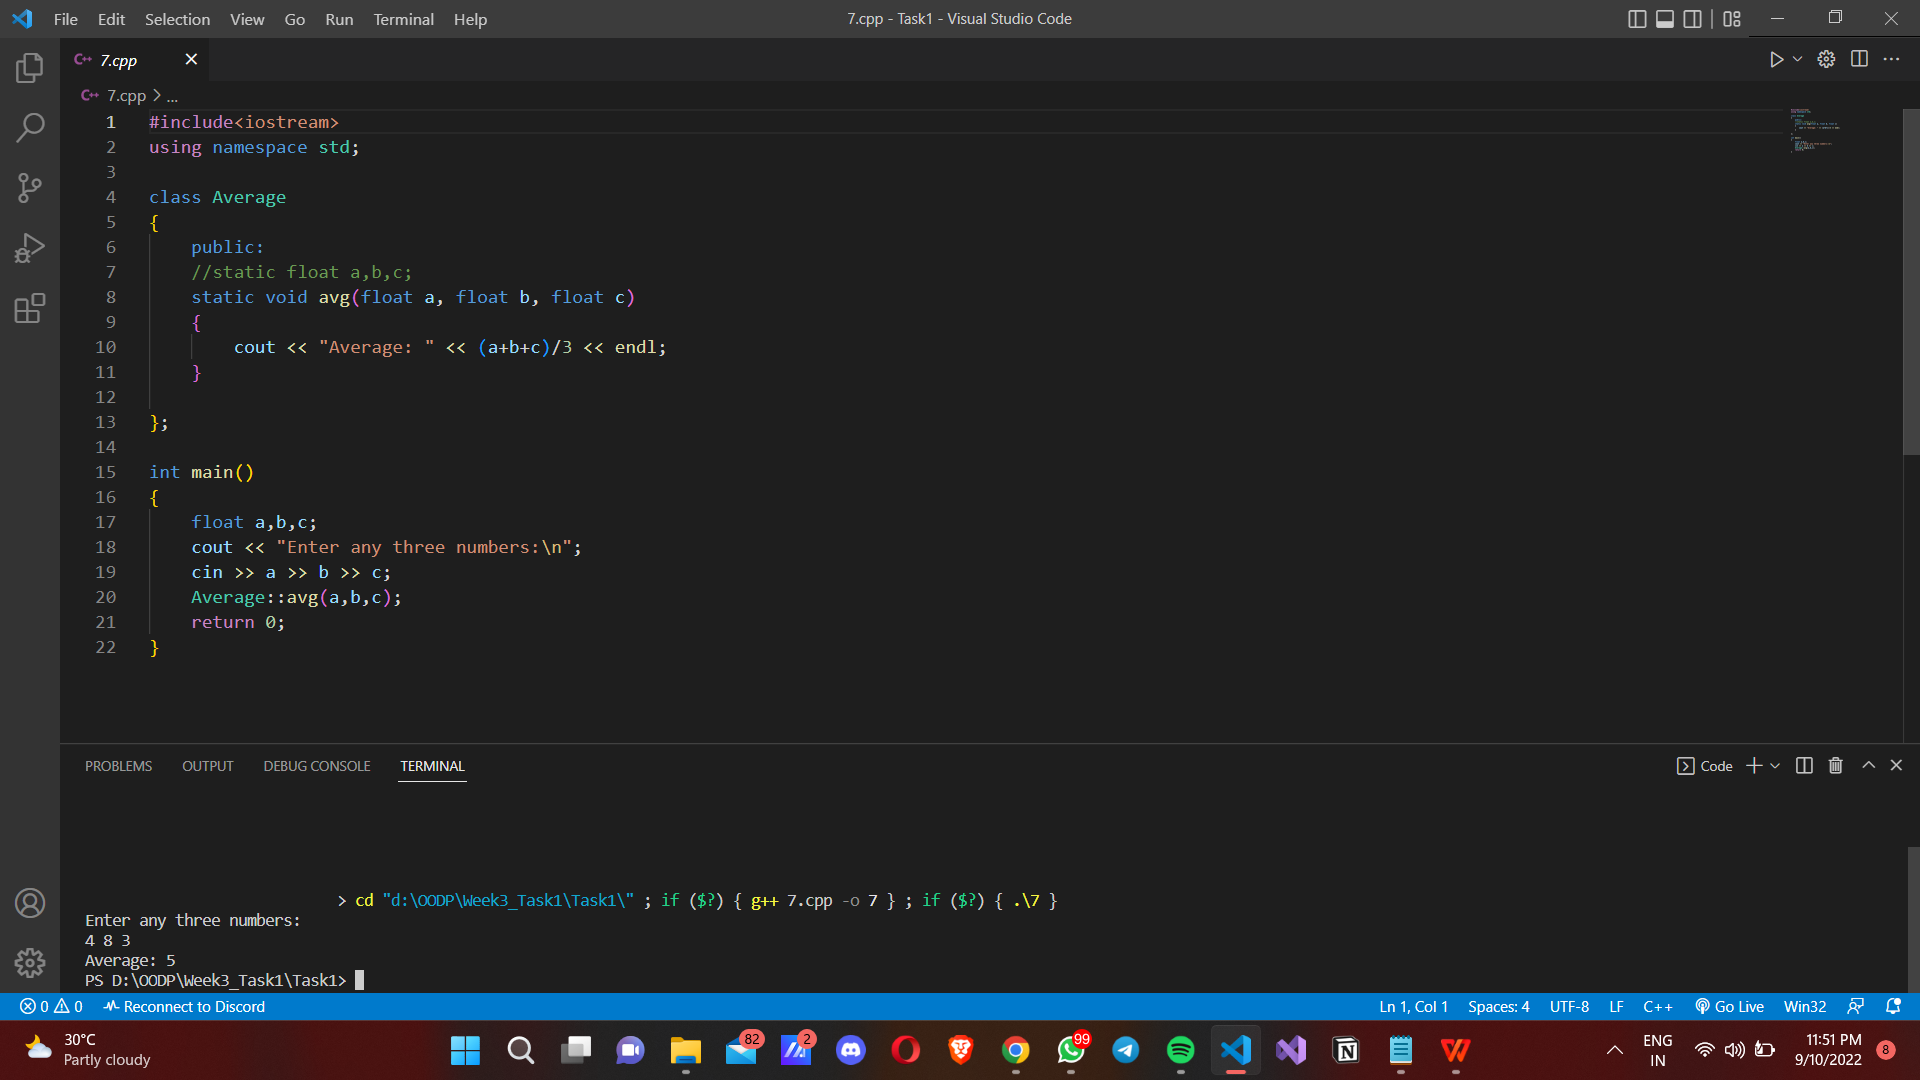 File Edit Selection View Go Run Terminal Help
7.cpp - Task1 - Visual Studio Code
C++ 7.cpp
C++ 7.cpp > ...
1 #include<iostream>
2 using namespace std;
3
4 class Average
5 {
6 public:
7 //static float a,b,c;
8 static void avg(float a, float b, float c)
9 {
10 cout << "Average: " << (a+b+c)/3 << endl;
11 }
12
13 };
14
15 int main()
16 {
17 float a,b,c;
18 cout << "Enter any three numbers:\n";
19 cin >> a >> b >> c;
20 Average::avg(a,b,c);
21 return 0;
22 }
PROBLEMS OUTPUT DEBUG CONSOLE TERMINAL
Code
> cd "d:\OODP\Week3_Task1\Task1\" ; if ($?) { g++ 7.cpp -o 7 } ; if ($?) { .\7 }
Enter any three numbers:
4 8 3
Average: 5
PS D:\OODP\Week3_Task1\Task1>
0 0 Reconnect to Discord
Ln 1, Col 1 Spaces: 4 UTF-8 LF C++ Go Live Win32
30°C
Partly cloudy
82
2
99
ENG
IN
11:51 PM
9/10/2022
8